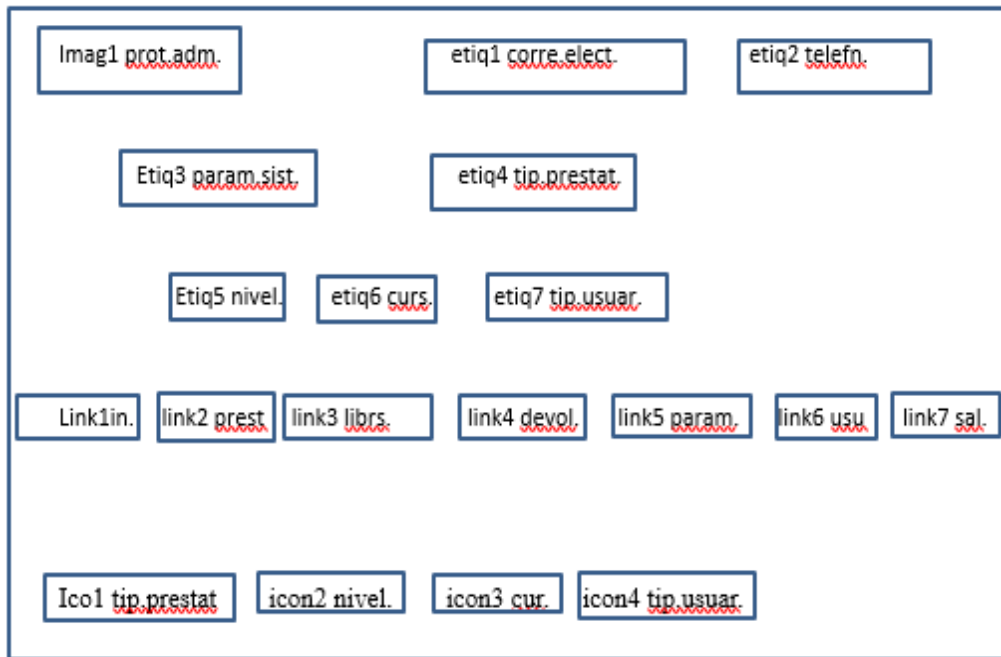 Imag1 prot.adm. etiq1 corre.elect. etiq2 telefn.
Etiq3 param.sist. etiq4 tip.prestat.
Etiq5 nivel. etiq6 curs. etiq7 tip.usuar.
Link1in. link2 prest link3 librs. link4 devol. link5 param. link6 usu link7 sal.
Ico1 tip.prestat icon2 nivel. icon3 cur. icon4 tip.usuar.